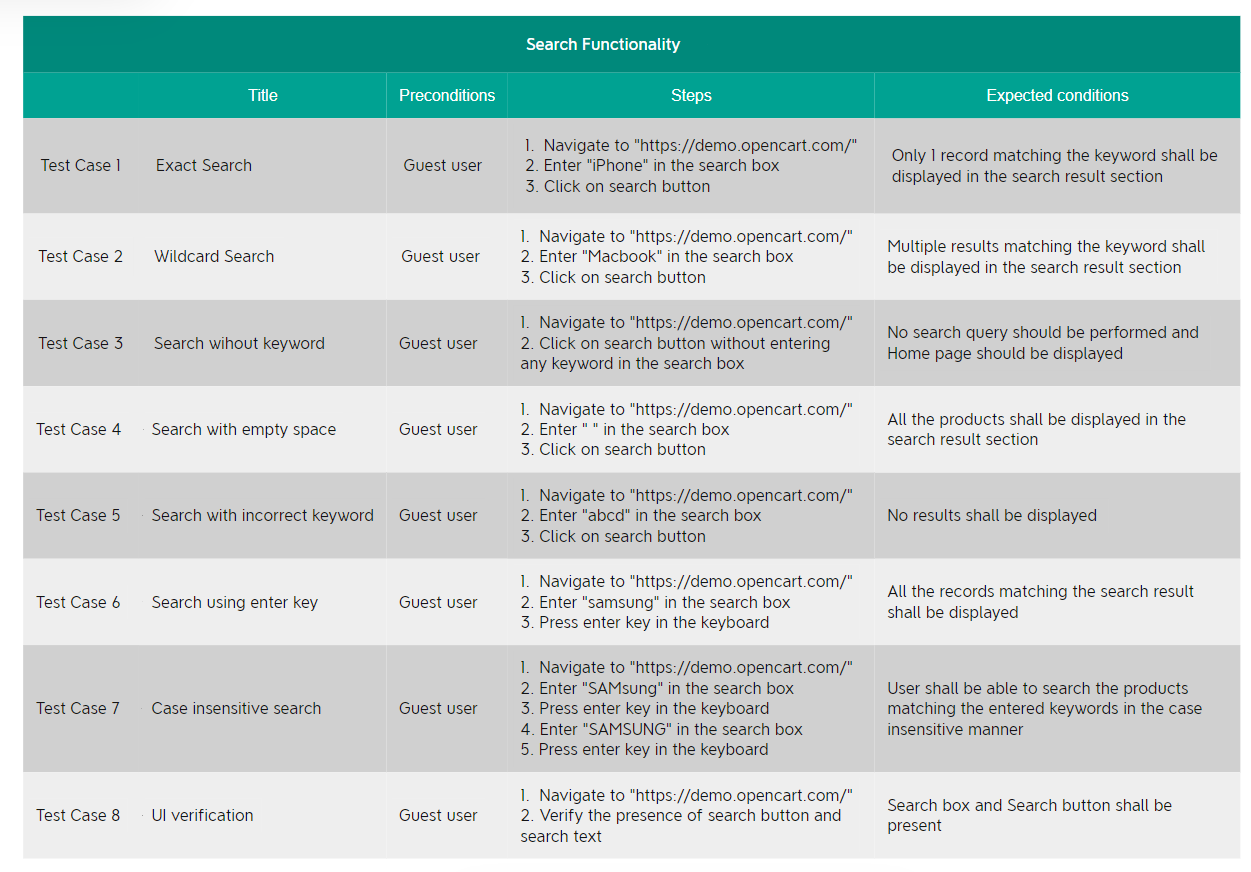 Search Functionality
Title Preconditions Steps Expected conditions
Test Case 1 Exact Search Guest user
1. Navigate to "https://demo.opencart.com/"
2. Enter "iPhone" in the search box
3. Click on search button
Only 1 record matching the keyword shall be
displayed in the search result section
Test Case 2 Wildcard Search Guest user
1. Navigate to "https://demo.opencart.com/"
2. Enter "Macbook" in the search box
3. Click on search button
Multiple results matching the keyword shall
be displayed in the search result section
Test Case 3 Search wihout keyword Guest user
1. Navigate to "https://demo.opencart.com/"
2. Click on search button without entering
any keyword in the search box
No search query should be performed and
Home page should be displayed
Test Case 4 Search with empty space Guest user
1. Navigate to "https://demo.opencart.com/"
2. Enter " " in the search box
3. Click on search button
All the products shall be displayed in the
search result section
Test Case 5 Search with incorrect keyword Guest user
1. Navigate to "https://demo.opencart.com/"
2. Enter "abcd" in the search box
3. Click on search button
No results shall be displayed
Test Case 6 Search using enter key Guest user
1. Navigate to "https://demo.opencart.com/"
2. Enter "samsung" in the search box
3. Press enter key in the keyboard
All the records matching the search result
shall be displayed
Test Case 7 Case insensitive search Guest user
1. Navigate to "https://demo.opencart.com/"
2. Enter "SAMsung" in the search box
3. Press enter key in the keyboard
4. Enter "SAMSUNG" in the search box
5. Press enter key in the keyboard
User shall be able to search the products
matching the entered keywords in the case
insensitive manner
Test Case 8 UI verification Guest user
1. Navigate to "https://demo.opencart.com/"
2. Verify the presence of search button and
search text
Search box and Search button shall be
present